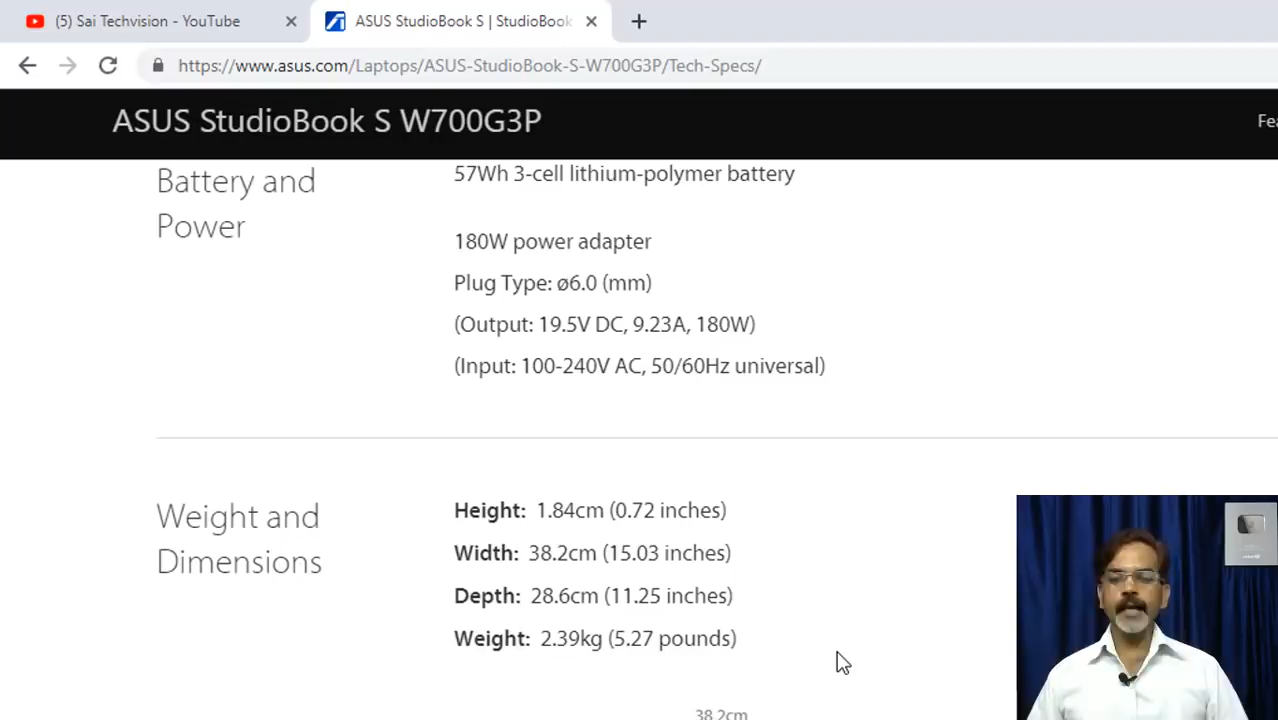 (5) Sai Techvision - YouTube
ASUS StudioBook S | StudioBook
https://www.asus.com/Laptops/ASUS-StudioBook-S-W700G3P/Tech-Specs/
ASUS StudioBook S W700G3P
Fea
Battery and
Power
57Wh 3-cell lithium-polymer battery
180W power adapter
Plug Type: ø6.0 (mm)
(Output: 19.5V DC, 9.23A, 180W)
(Input: 100-240V AC, 50/60Hz universal)
Weight and
Dimensions
Height: 1.84cm (0.72 inches)
Width: 38.2cm (15.03 inches)
Depth: 28.6cm (11.25 inches)
Weight: 2.39kg (5.27 pounds)
38.2cm